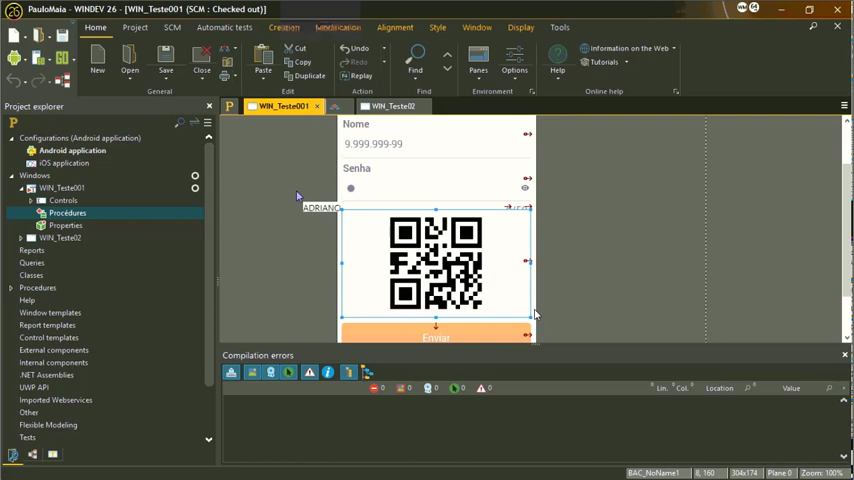 26 PauloMaia - WINDEV 26 - [WIN_Teste001 (SCM : Checked out)]
WM 64
Home Project SCM Automatic tests Creation Modification Alignment Style Window Display Tools
New Open Save Close
Paste Cut Copy Duplicate
Undo Redo Replay
Find Panes Options Help
Information on the Web
Tutorials
General Edit Environment Online help
Project explorer
WIN_Teste001 WIN_Teste02
Configurations (Android application)
Android application
iOS application
Windows
WIN_Teste001
Controls
Procédures
Properties
WIN_Teste02
Reports
Queries
Classes
Procedures
Help
Window templates
Report templates
Control templates
External components
Internal components
.NET Assemblies
UWP API
Imported Webservices
Other
Flexible Modeling
Tests
Nome
9.999.999-99
Senha
ADRIANO
Enviar
Compilation errors
0 0 0 0 0
Lin. Col. Location Value
BAC_NoName1 8, 160 304x174 Plane 0 Zoom: 100%